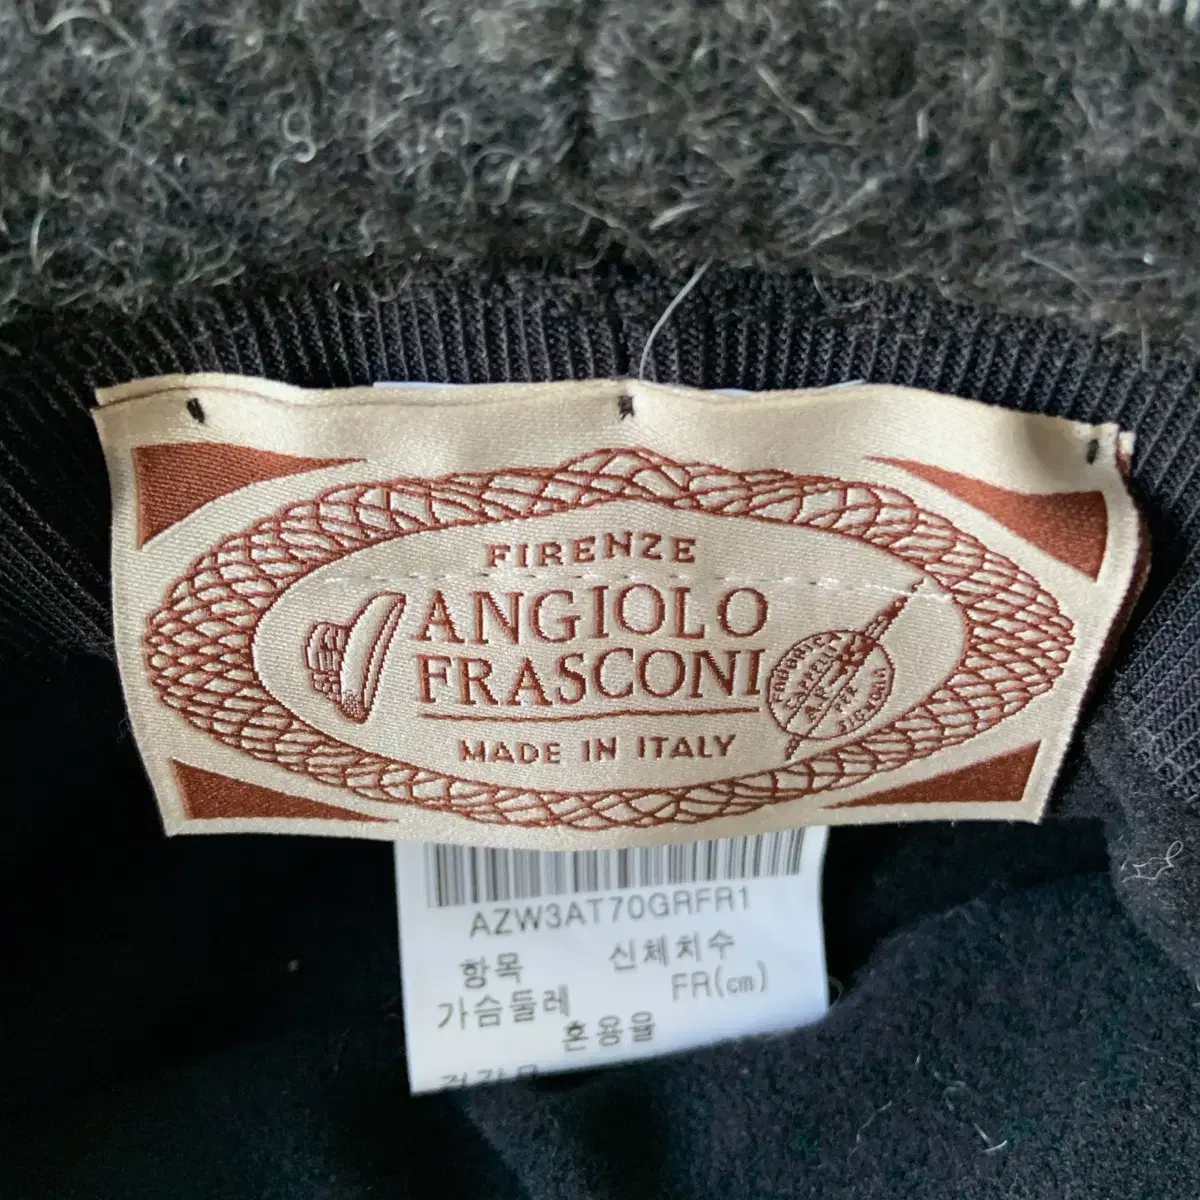 FIRENZE
ANGIOLO
FRASCONI
MADE IN ITALY
PER
AZW3AT70GRFR1
항목 신체치수
가슴둘레 FR(cm)
혼용율